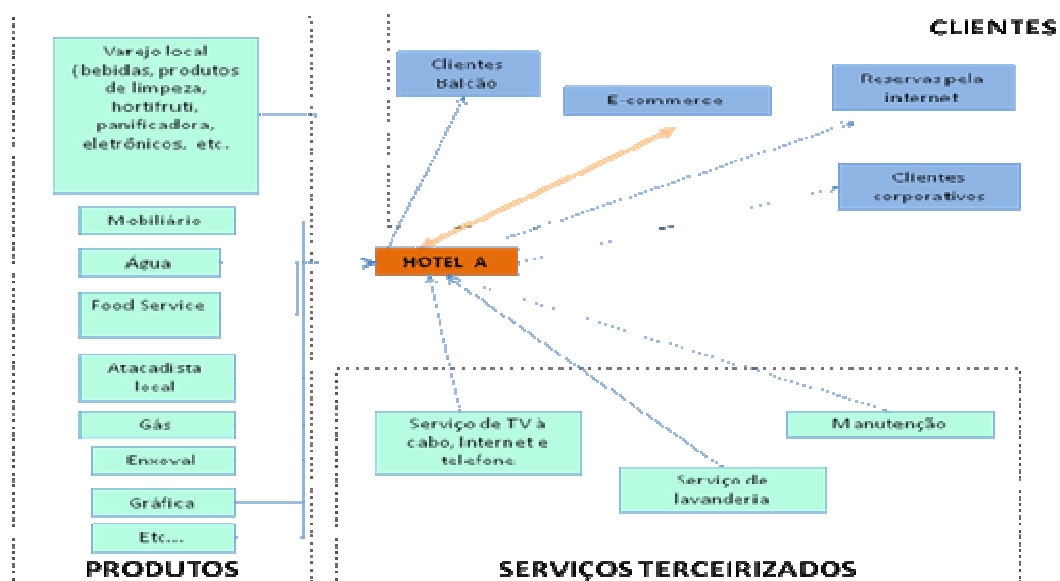 CLIENTES
Varejo local
(bebidas, produtos
de limpeza,
hortifruti,
panificadora,
eletrônicos, etc.
Clientes
Balcão
E-commerce
Reservas pela
internet
Clientes
corporativos
Mobiliário
Água
Food Service
Atacadista
local
Gás
Enxoval
Gráfica
Etc...
HOTEL A
Serviço de TV à
cabo, Internet e
telefone.
Serviço de
lavanderia
Manutenção
PRODUTOS
SERVIÇOS TERCEIRIZADOS